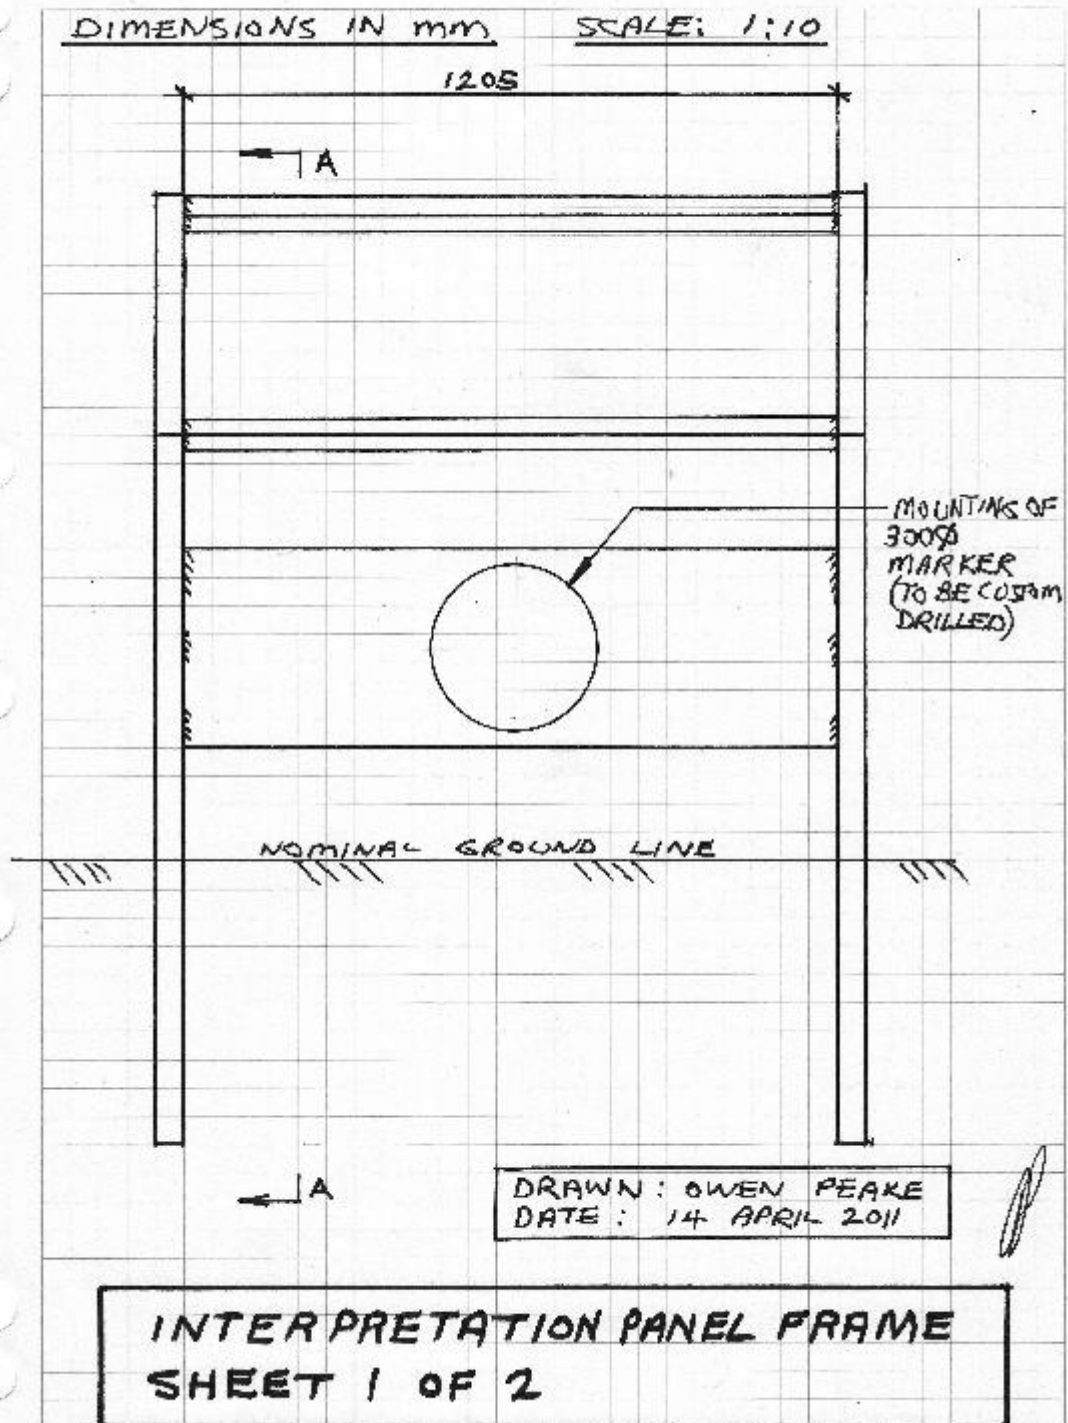 DIMENSIONS IN mm
SCALE: 1:10
1205
A
MOUNTING OF
300Ø
MARKER
(TO BE CUSTOM
DRILLED)
NOMINAL GROUND LINE
A
DRAWN: OWEN PEAKE
DATE: 14 APRIL 2011
INTERPRETATION PANEL FRAME
SHEET 1 OF 2